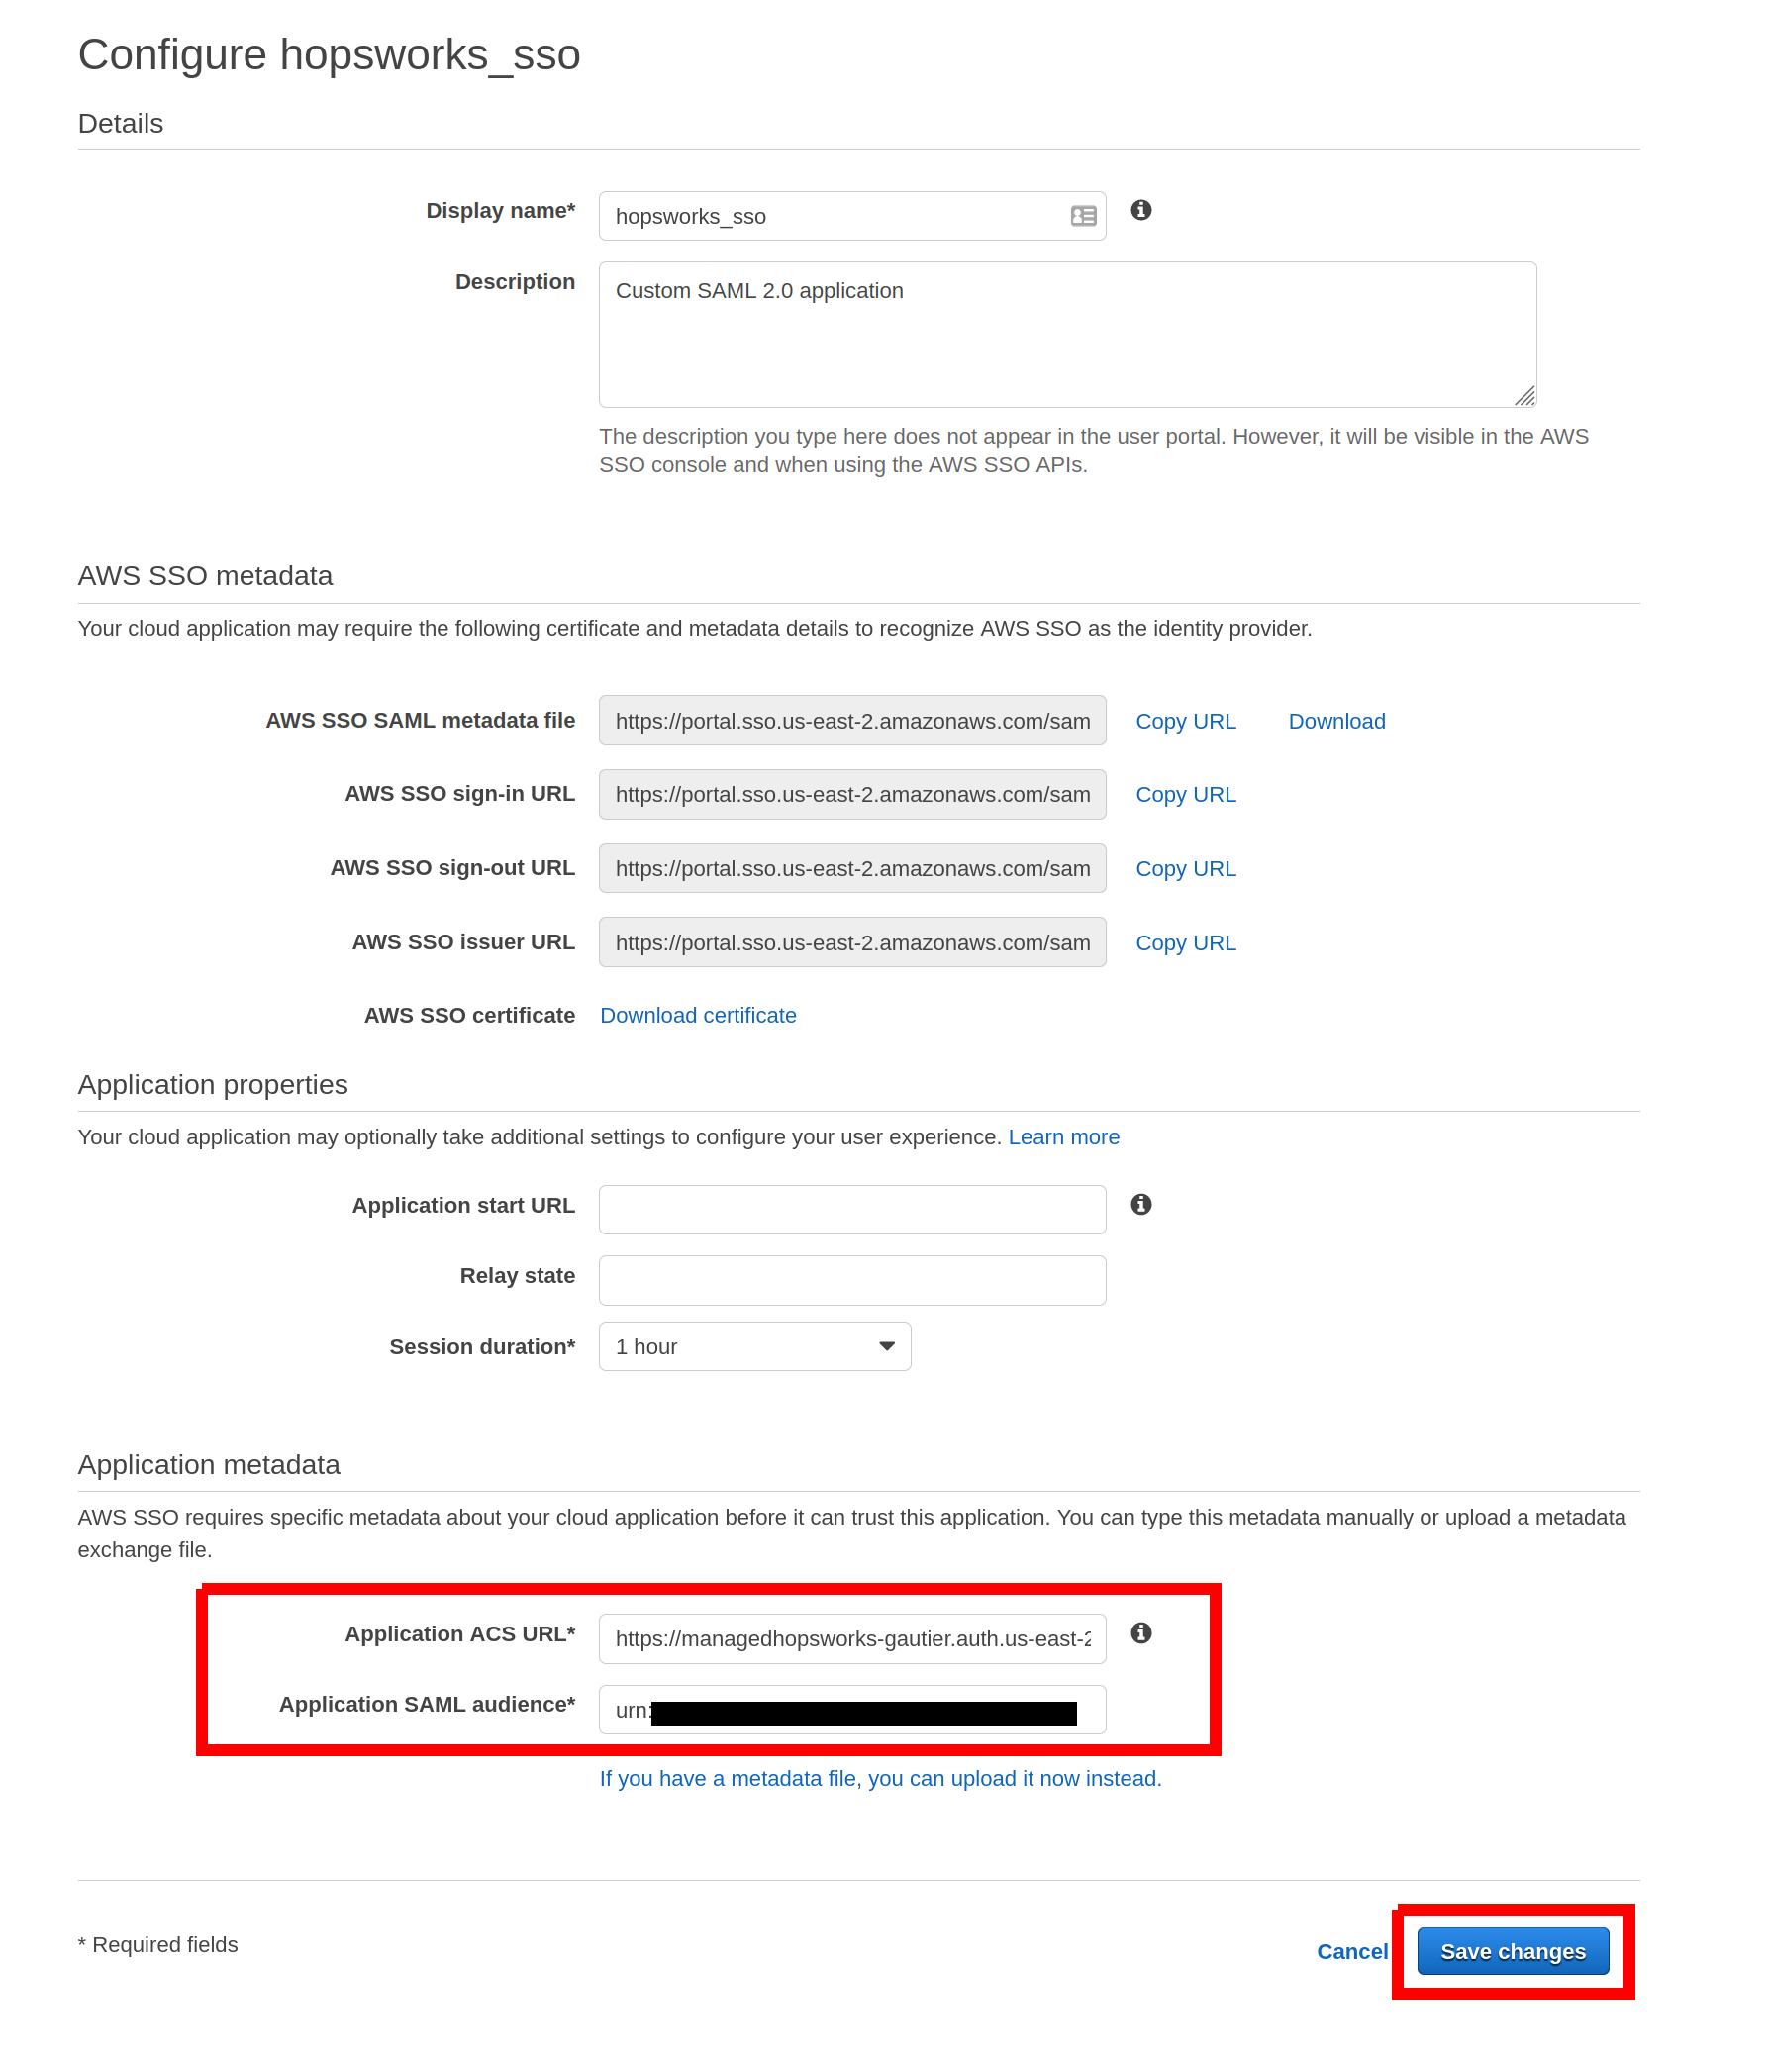 Configure hopsworks_sso
Details
Display name*
hopsworks_sso
Description
Custom SAML 2.0 application
The description you type here does not appear in the user portal. However, it will be visible in the AWS
SSO console and when using the AWS SSO APIs.
AWS SSO metadata
Your cloud application may require the following certificate and metadata details to recognize AWS SSO as the identity provider.
AWS SSO SAML metadata file
https://portal.sso.us-east-2.amazonaws.com/sam
Copy URL
Download
AWS SSO sign-in URL
https://portal.sso.us-east-2.amazonaws.com/sam
Copy URL
AWS SSO sign-out URL
https://portal.sso.us-east-2.amazonaws.com/sam
Copy URL
AWS SSO issuer URL
https://portal.sso.us-east-2.amazonaws.com/sam
Copy URL
AWS SSO certificate
Download certificate
Application properties
Your cloud application may optionally take additional settings to configure your user experience. Learn more
Application start URL
Relay state
Session duration*
1 hour
Application metadata
AWS SSO requires specific metadata about your cloud application before it can trust this application. You can type this metadata manually or upload a metadata
exchange file.
Application ACS URL*
https://managedhopsworks-gautier.auth.us-east-2
Application SAML audience*
urn:
If you have a metadata file, you can upload it now instead.
* Required fields
Cancel
Save changes